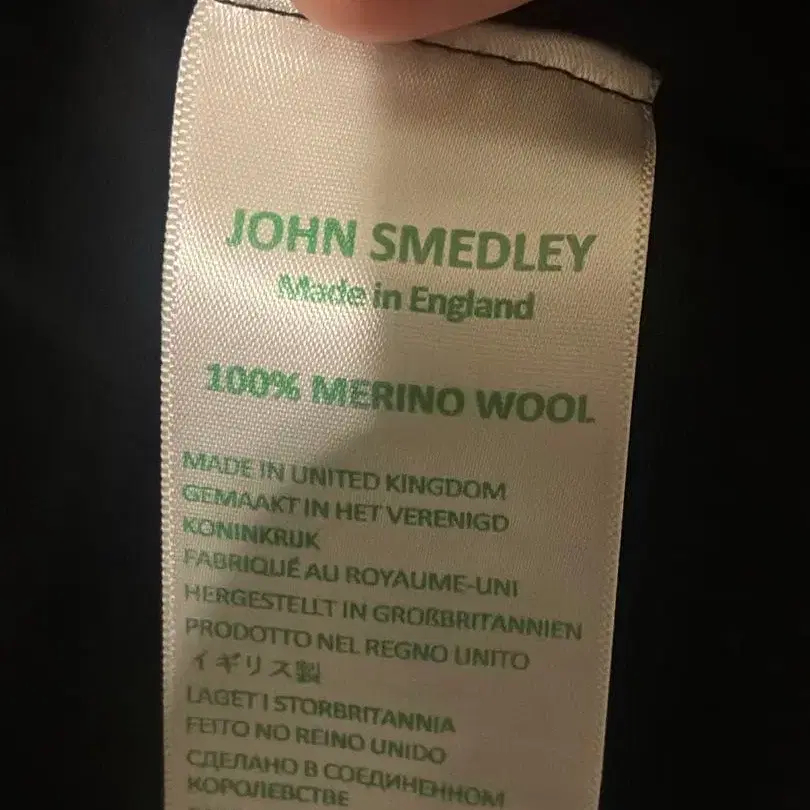 JOHN SMEDLEY
Made in England
100% MERINO WOOL
MADE IN UNITED KINGDOM
GEMAAKT IN HET VERENIGD
KONINKRIJK
FABRIQUÉ AU ROYAUME-UNI
HERGESTELLT IN GROßBRITANNIEN
PRODOTTO NEL REGNO UNITO
イギリス製
LAGET I STORBRITANNIA
FEITO NO REINO UNIDO
СДЕЛАНО В СОЕДИНЕННОМ
КОРОЛЕВСТВЕ